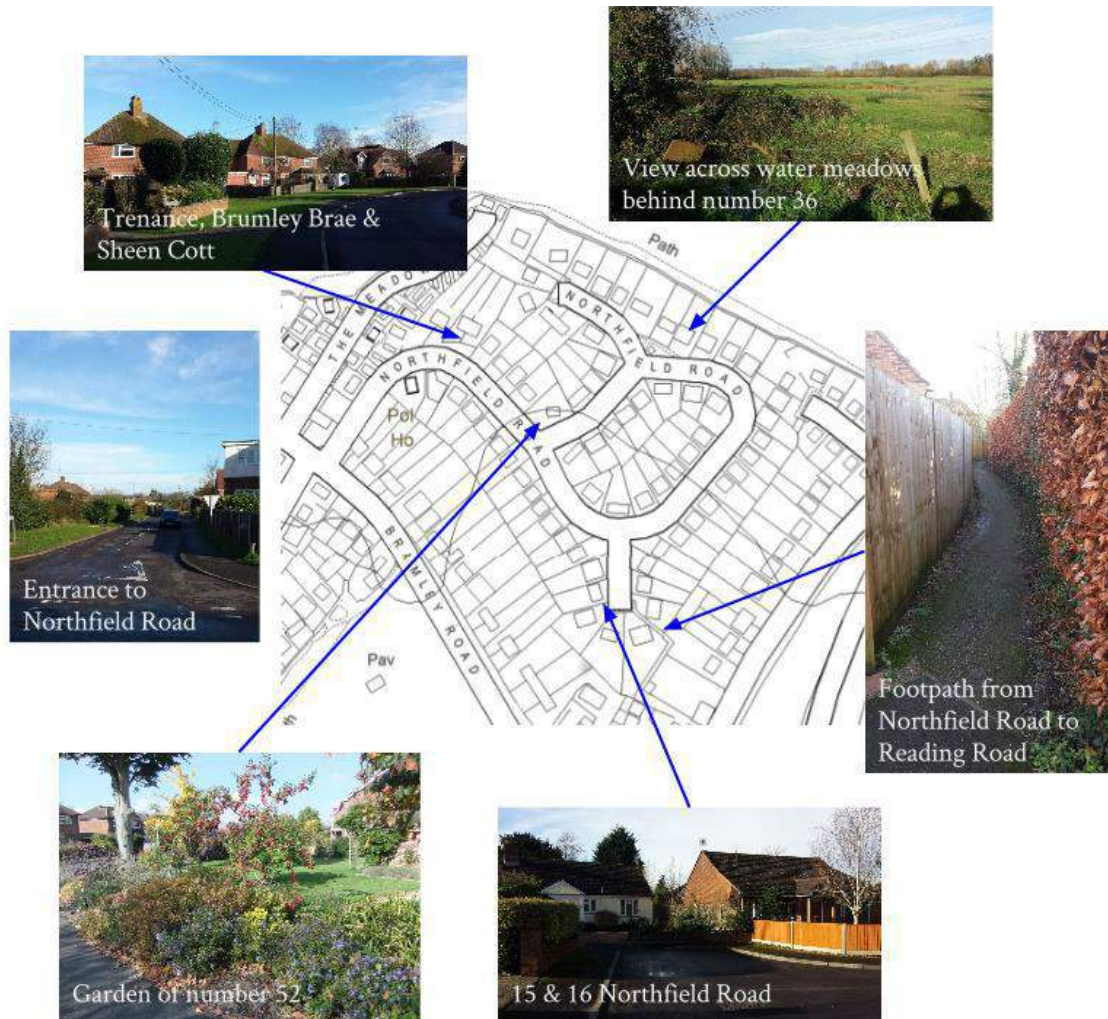 Trenance, Brumley Brae &
Sheen Cott
View across water meadows
behind number 36
Path
THE MEADOW
NORTHFIELD ROAD
NORTHFIELD ROAD
Pol
Ho
BRAMLEY ROAD
Pav
Entrance to
Northfield Road
Footpath from
Northfield Road to
Reading Road
Garden of number 52
15 & 16 Northfield Road